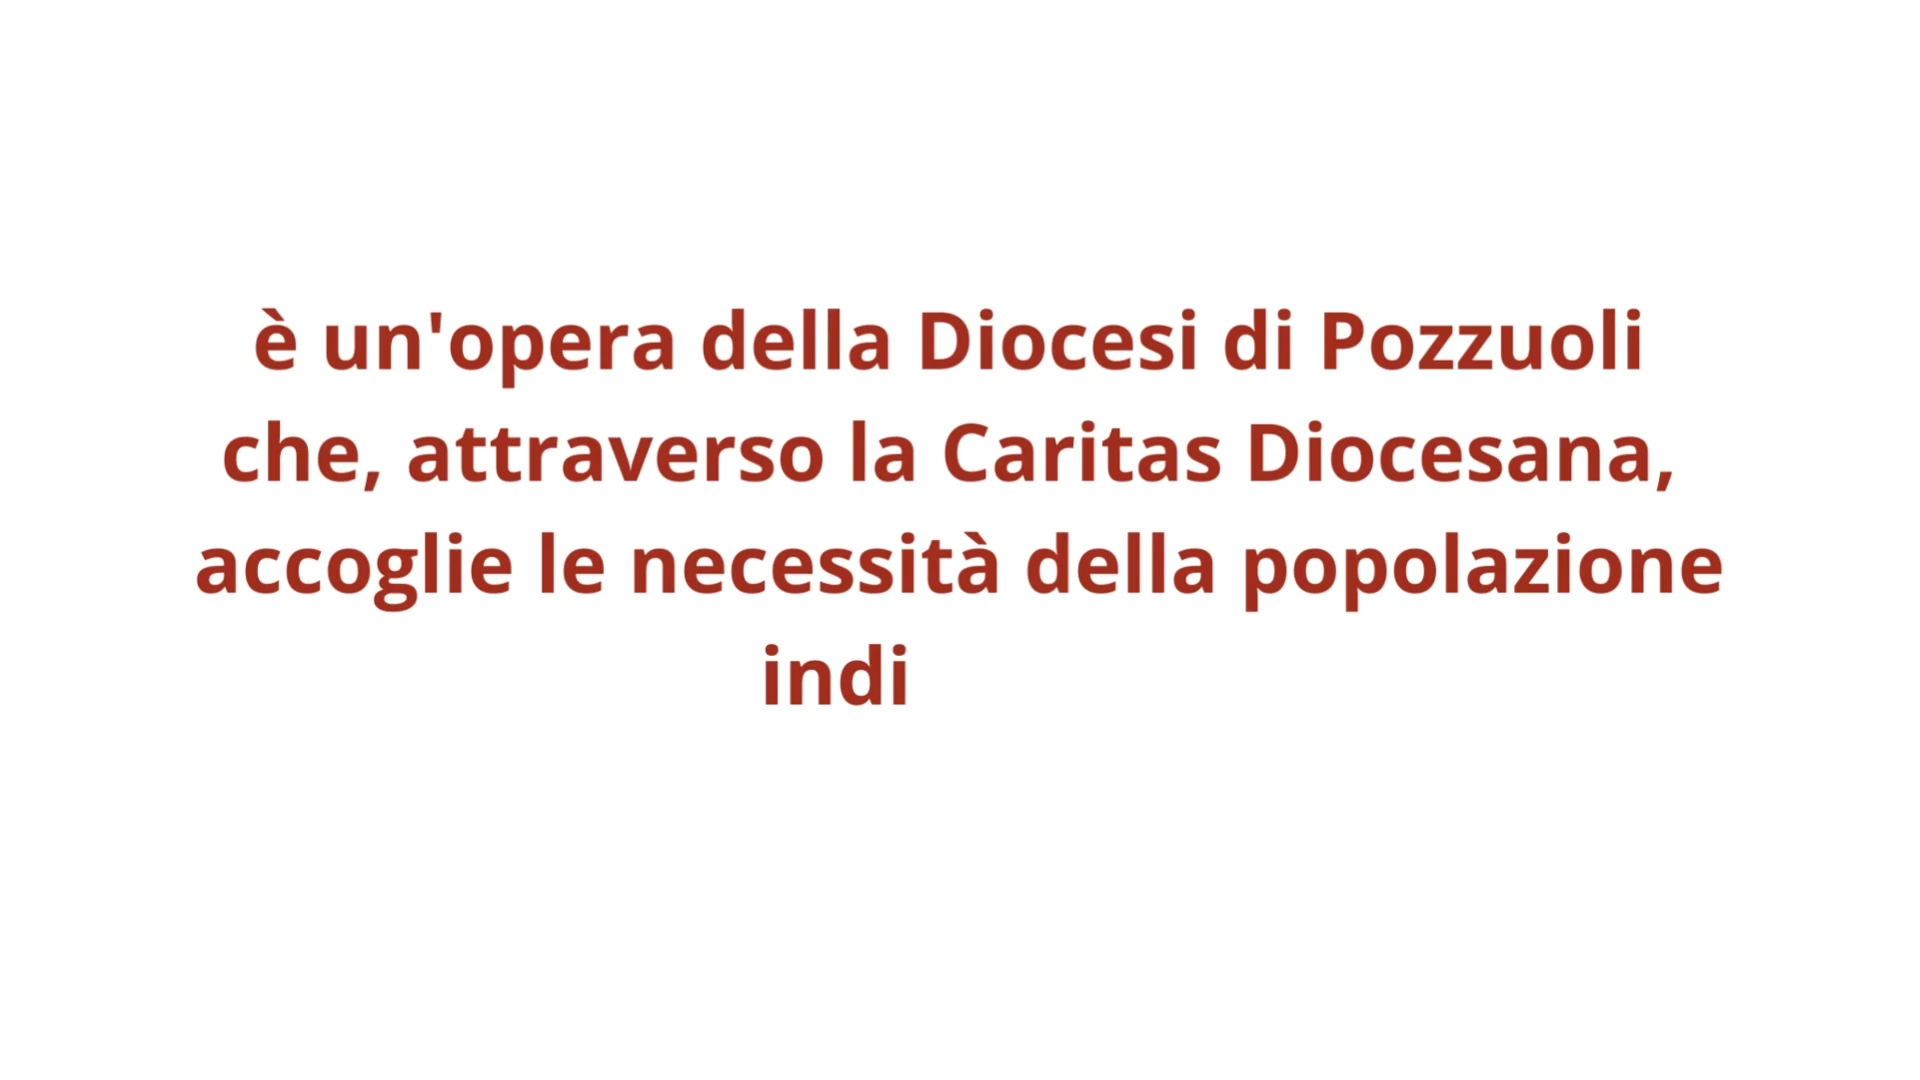 è un'opera della Diocesi di Pozzuoli
che, attraverso la Caritas Diocesana,
accoglie le necessità della popolazione
indi